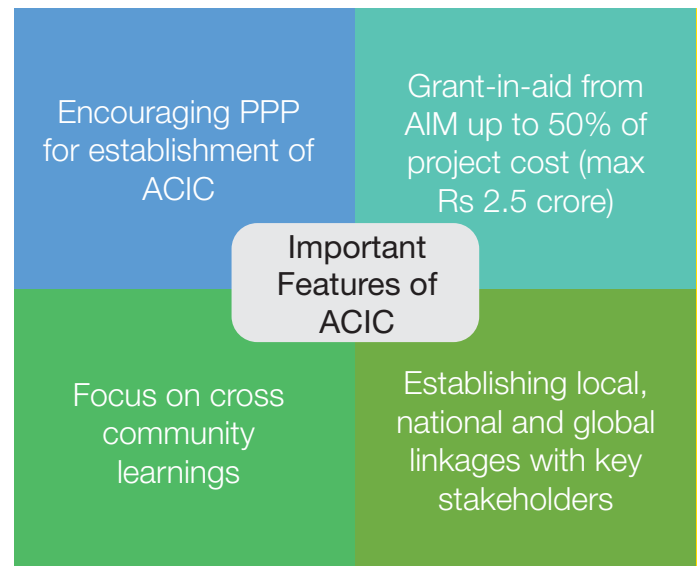 Encouraging PPP
for establishment of
ACIC
Grant-in-aid from
AIM up to 50% of
project cost (max
Rs 2.5 crore)
Important
Features of
ACIC
Focus on cross
community
learnings
Establishing local,
national and global
linkages with key
stakeholders